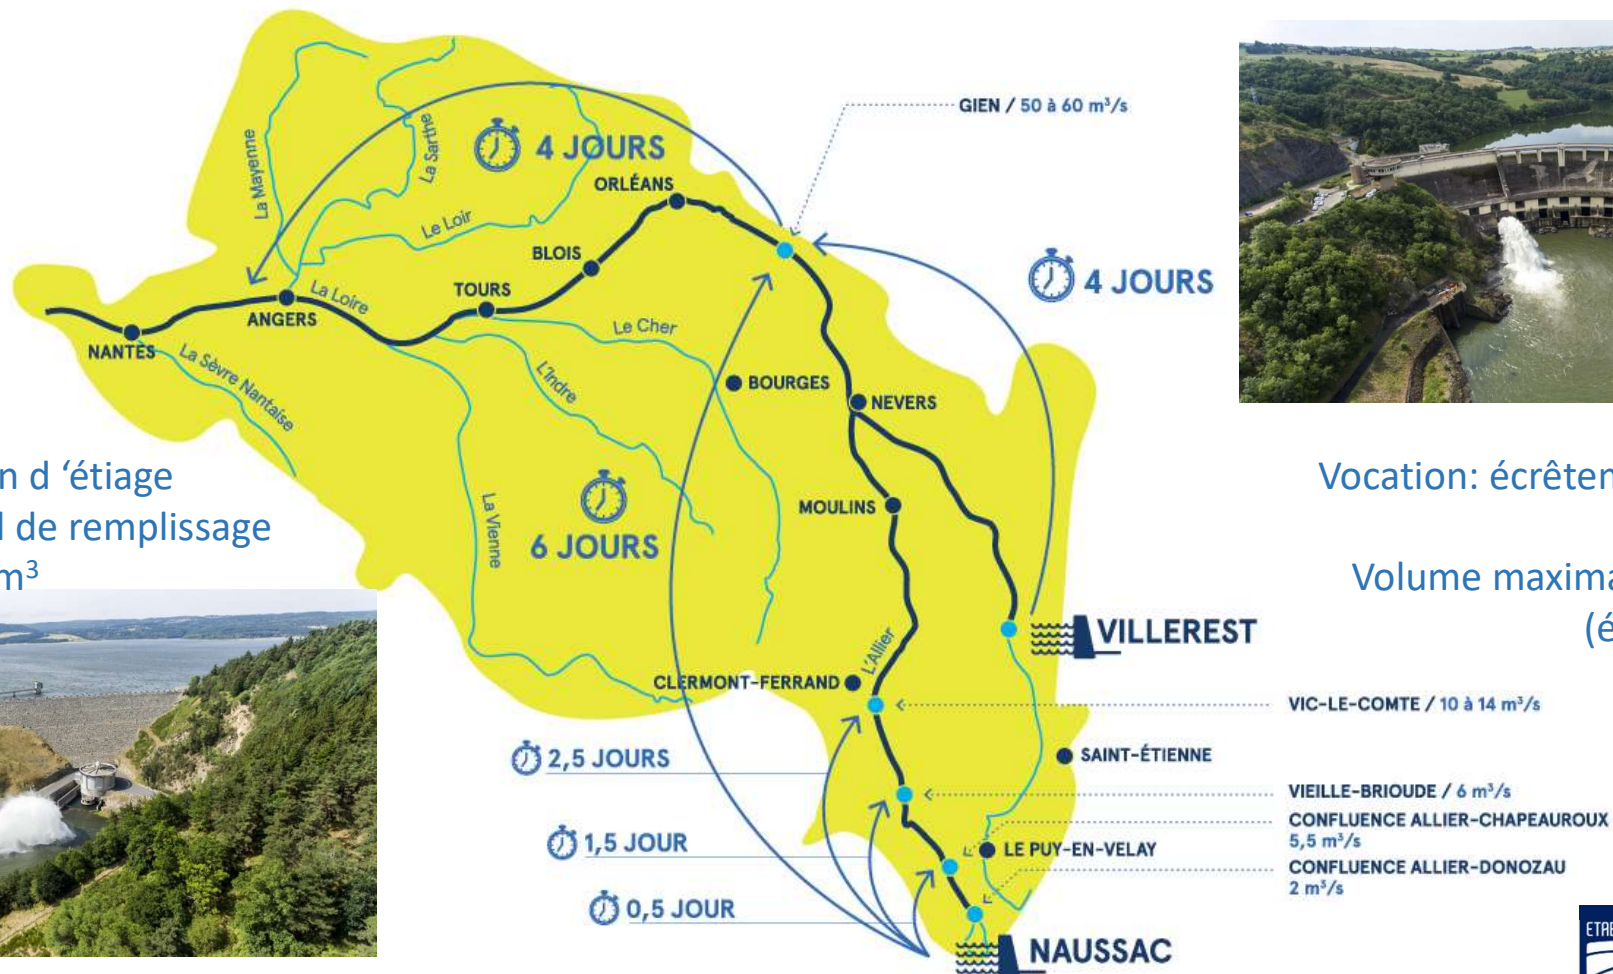 GIEN / 50 à 60 m³/s
4 JOURS
La Mayenne
La Sarthe
ORLÉANS
Le Loir
BLOIS
4 JOURS
TOURS
La Loire
ANGERS
Le Cher
NANTES
La Sèvre Nantaise
L'Indre
BOURGES
NEVERS
n d ‘étiage
de remplissage
m³
Vocation:
La Vienne
6 JOURS
MOULINS
Volume
VILLEREST
L'Allier
CLERMONT-FERRAND
VIC-LE-COMTE / 10 à 14 m³/s
2,5 JOURS
SAINT-ÉTIENNE
VIEILLE-BRIOUDE / 6 m³/s
CONFLUENCE ALLIER-CHAPEAUROUX
5,5 m³/s
1,5 JOUR
LE PUY-EN-VELAY
CONFLUENCE ALLIER-DONOZAU
2 m³/s
0,5 JOUR
NAUSSAC